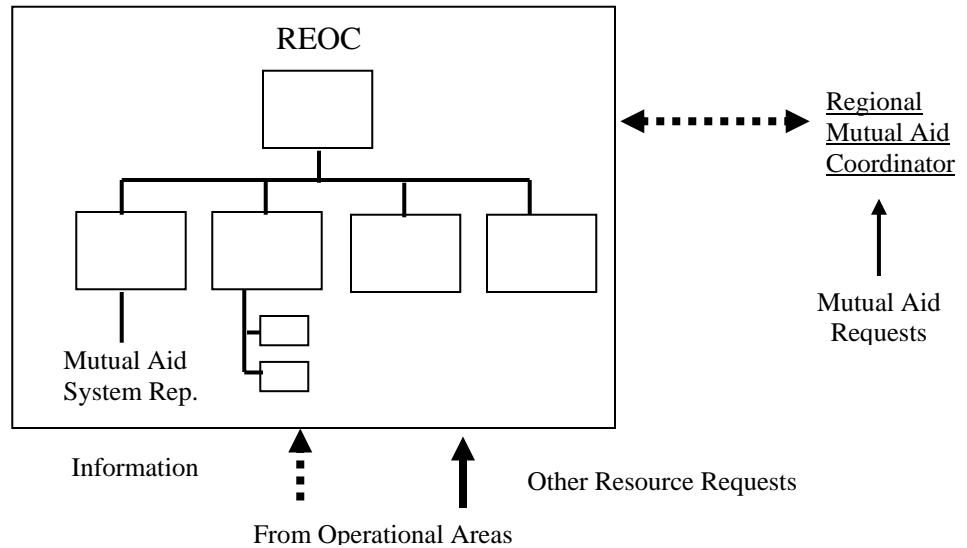 REOC
Regional
Mutual Aid
Coordinator
Mutual Aid
Requests
Mutual Aid
System Rep.
Information
Other Resource Requests
From Operational Areas